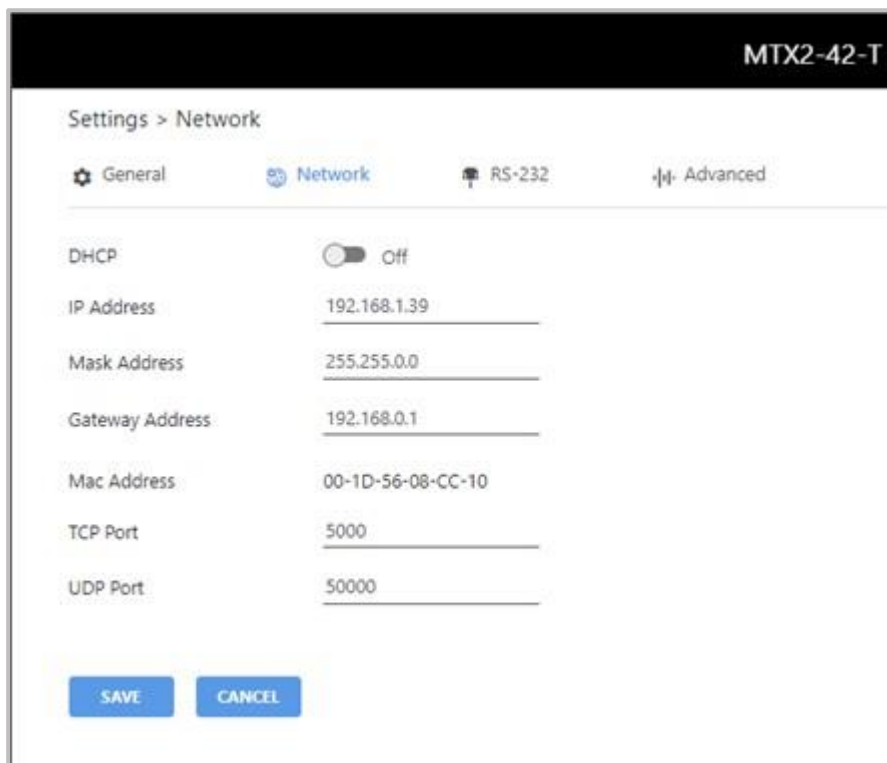 MTX2-42-T
Settings > Network
General Network RS-232 Advanced
DHCP Off
IP Address 192.168.1.39
Mask Address 255.255.0.0
Gateway Address 192.168.0.1
Mac Address 00-1D-56-08-CC-10
TCP Port 5000
UDP Port 50000
SAVE CANCEL